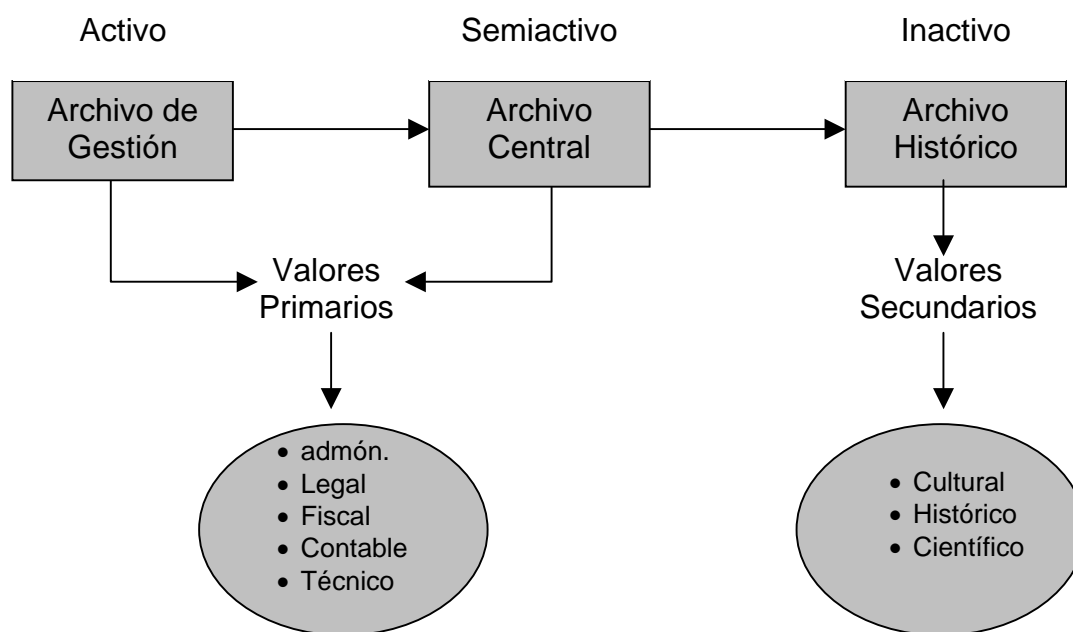 Activo
Semiactivo
Inactivo
Archivo de
Gestión
Archivo
Central
Archivo
Histórico
Valores
Primarios
Valores
Secundarios
• admón.
• Legal
• Fiscal
• Contable
• Técnico
• Cultural
• Histórico
• Científico